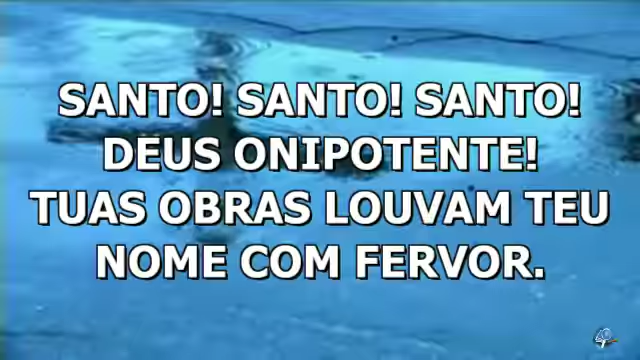 SANTO! SANTO! SANTO!
DEUS ONIPOTENTE!
TUAS OBRAS LOUVAM TEU
NOME COM FERVOR.